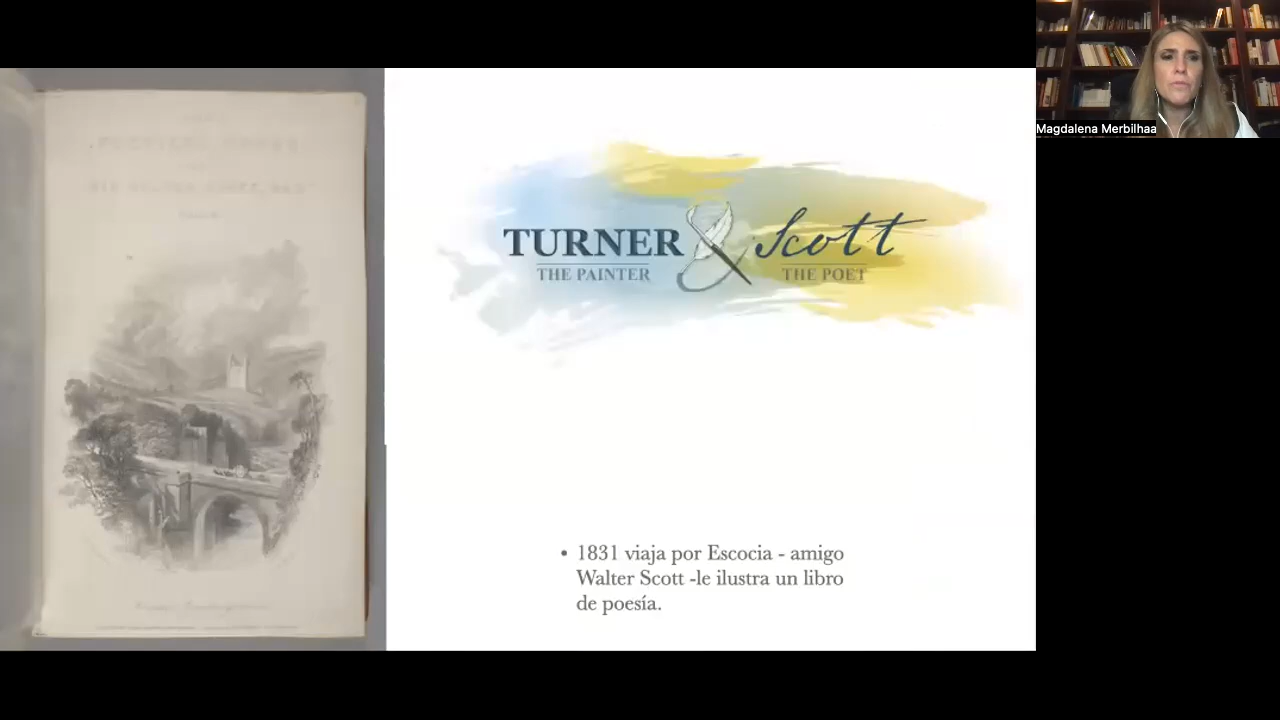 Magdalena Merbilhaa
TURNER & Scott
THE PAINTER THE POET
• 1831 viaja por Escocia - amigo
Walter Scott -le ilustra un libro
de poesía.